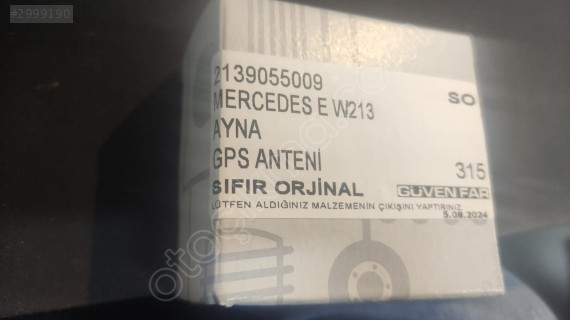 #2999190
2139055009
MERCEDES E W213 SO
AYNA
GPS ANTENİ 315
SIFIR ORJİNAL GÜVEN FAR
LÜTFEN ALDIĞINIZ MALZEMENİN ÇIKIŞINI YAPTIRINIZ.
5.08.2024